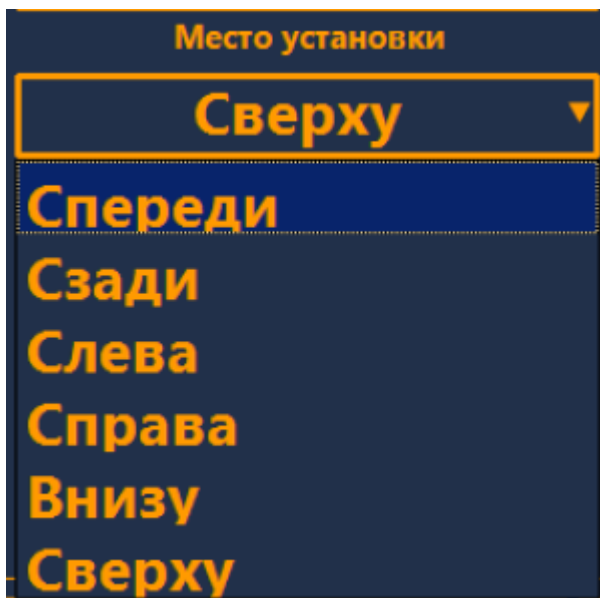 Место установки
Сверху
Спереди
Сзади
Слева
Справа
Внизу
Сверху